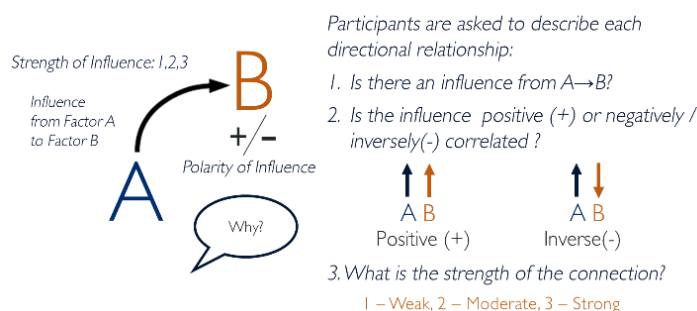 Strength of Influence: 1,2,3
Influence
from Factor A
to Factor B
A
B
+/-
Polarity of Influence
Why?
Participants are asked to describe each
directional relationship:
1. Is there an influence from A→B?
2. Is the influence positive (+) or negatively /
inversely(-) correlated ?
A B
Positive (+)
A B
Inverse(-)
3. What is the strength of the connection?
1 – Weak, 2 – Moderate, 3 – Strong